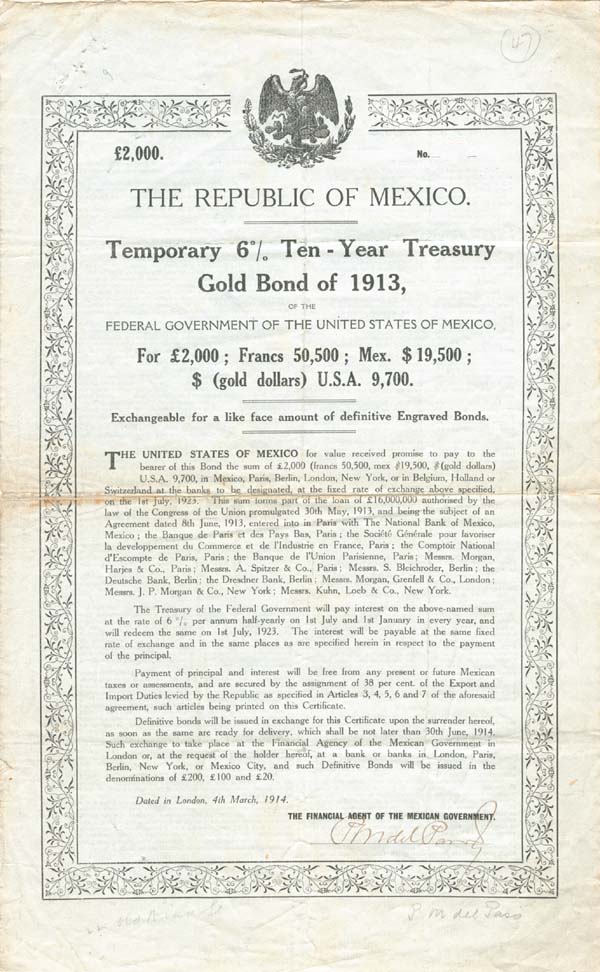 47
£2,000.
No.
THE REPUBLIC OF MEXICO.
Temporary 6% Ten-Year Treasury
Gold Bond of 1913,
OF THE
FEDERAL GOVERNMENT OF THE UNITED STATES OF MEXICO,
For £2,000 ; Francs 50,500 ; Mex. $19,500 ;
$ (gold dollars) U.S.A. 9,700.
Exchangeable for a like face amount of definitive Engraved Bonds.
THE UNITED STATES OF MEXICO for value received promise to pay to the
bearer of this Bond the sum of £2,000 (francs 50,500, mex $19,500, $(gold dollars)
U.S.A. 9,700, in Mexico, Paris, Berlin, London, New York, or in Belgium, Holland or
Switzerland at the banks to be designated, at the fixed rate of exchange above specified,
on the 1st July, 1923. This sum forms part of the loan of £16,000,000 authorised by the
law of the Congress of the Union promulgated 30th May, 1913, and being the subject of an
Agreement dated 8th June, 1913, entered into in Paris with The National Bank of Mexico,
Mexico ; the Banque de Paris et des Pays Bas, Paris ; the Société Générale pour favoriser
la developpement du Commerce et de l'Industrie en France, Paris ; the Comptoir National
d'Escompte de Paris, Paris ; the Banque de l'Union Parisienne, Paris ; Messrs. Morgan,
Harjes & Co., Paris ; Messrs. A. Spitzer & Co., Paris ; Messrs. S. Bleichroder, Berlin ; the
Deutsche Bank, Berlin ; the Dresdner Bank, Berlin ; Messrs. Morgan, Grenfell & Co., London ;
Messrs. J. P. Morgan & Co., New York ; Messrs. Kuhn, Loeb & Co., New York.
The Treasury of the Federal Government will pay interest on the above-named sum
at the rate of 6 % per annum half-yearly on 1st July and 1st January in every year, and
will redeem the same on 1st July, 1923. The interest will be payable at the same fixed
rate of exchange and in the same places as are specified herein in respect to the payment
of the principal.
Payment of principal and interest will be free from any present or future Mexican
taxes or assessments, and are secured by the assignment of 38 per cent. of the Export and
Import Duties levied by the Republic as specified in Articles 3, 4, 5, 6 and 7 of the aforesaid
agreement, such articles being printed on this Certificate.
Definitive bonds will be issued in exchange for this Certificate upon the surrender hereof,
as soon as the same are ready for delivery, which shall be not later than 30th June, 1914.
Such exchange to take place at the Financial Agency of the Mexican Government in
London or, at the request of the holder hereof, at a bank or banks in London, Paris,
Berlin, New York, or Mexico City, and such Definitive Bonds will be issued in the
denominations of £200, £100 and £20.
Dated in London, 4th March, 1914.
THE FINANCIAL AGENT OF THE MEXICAN GOVERNMENT.
P. M. del Paso